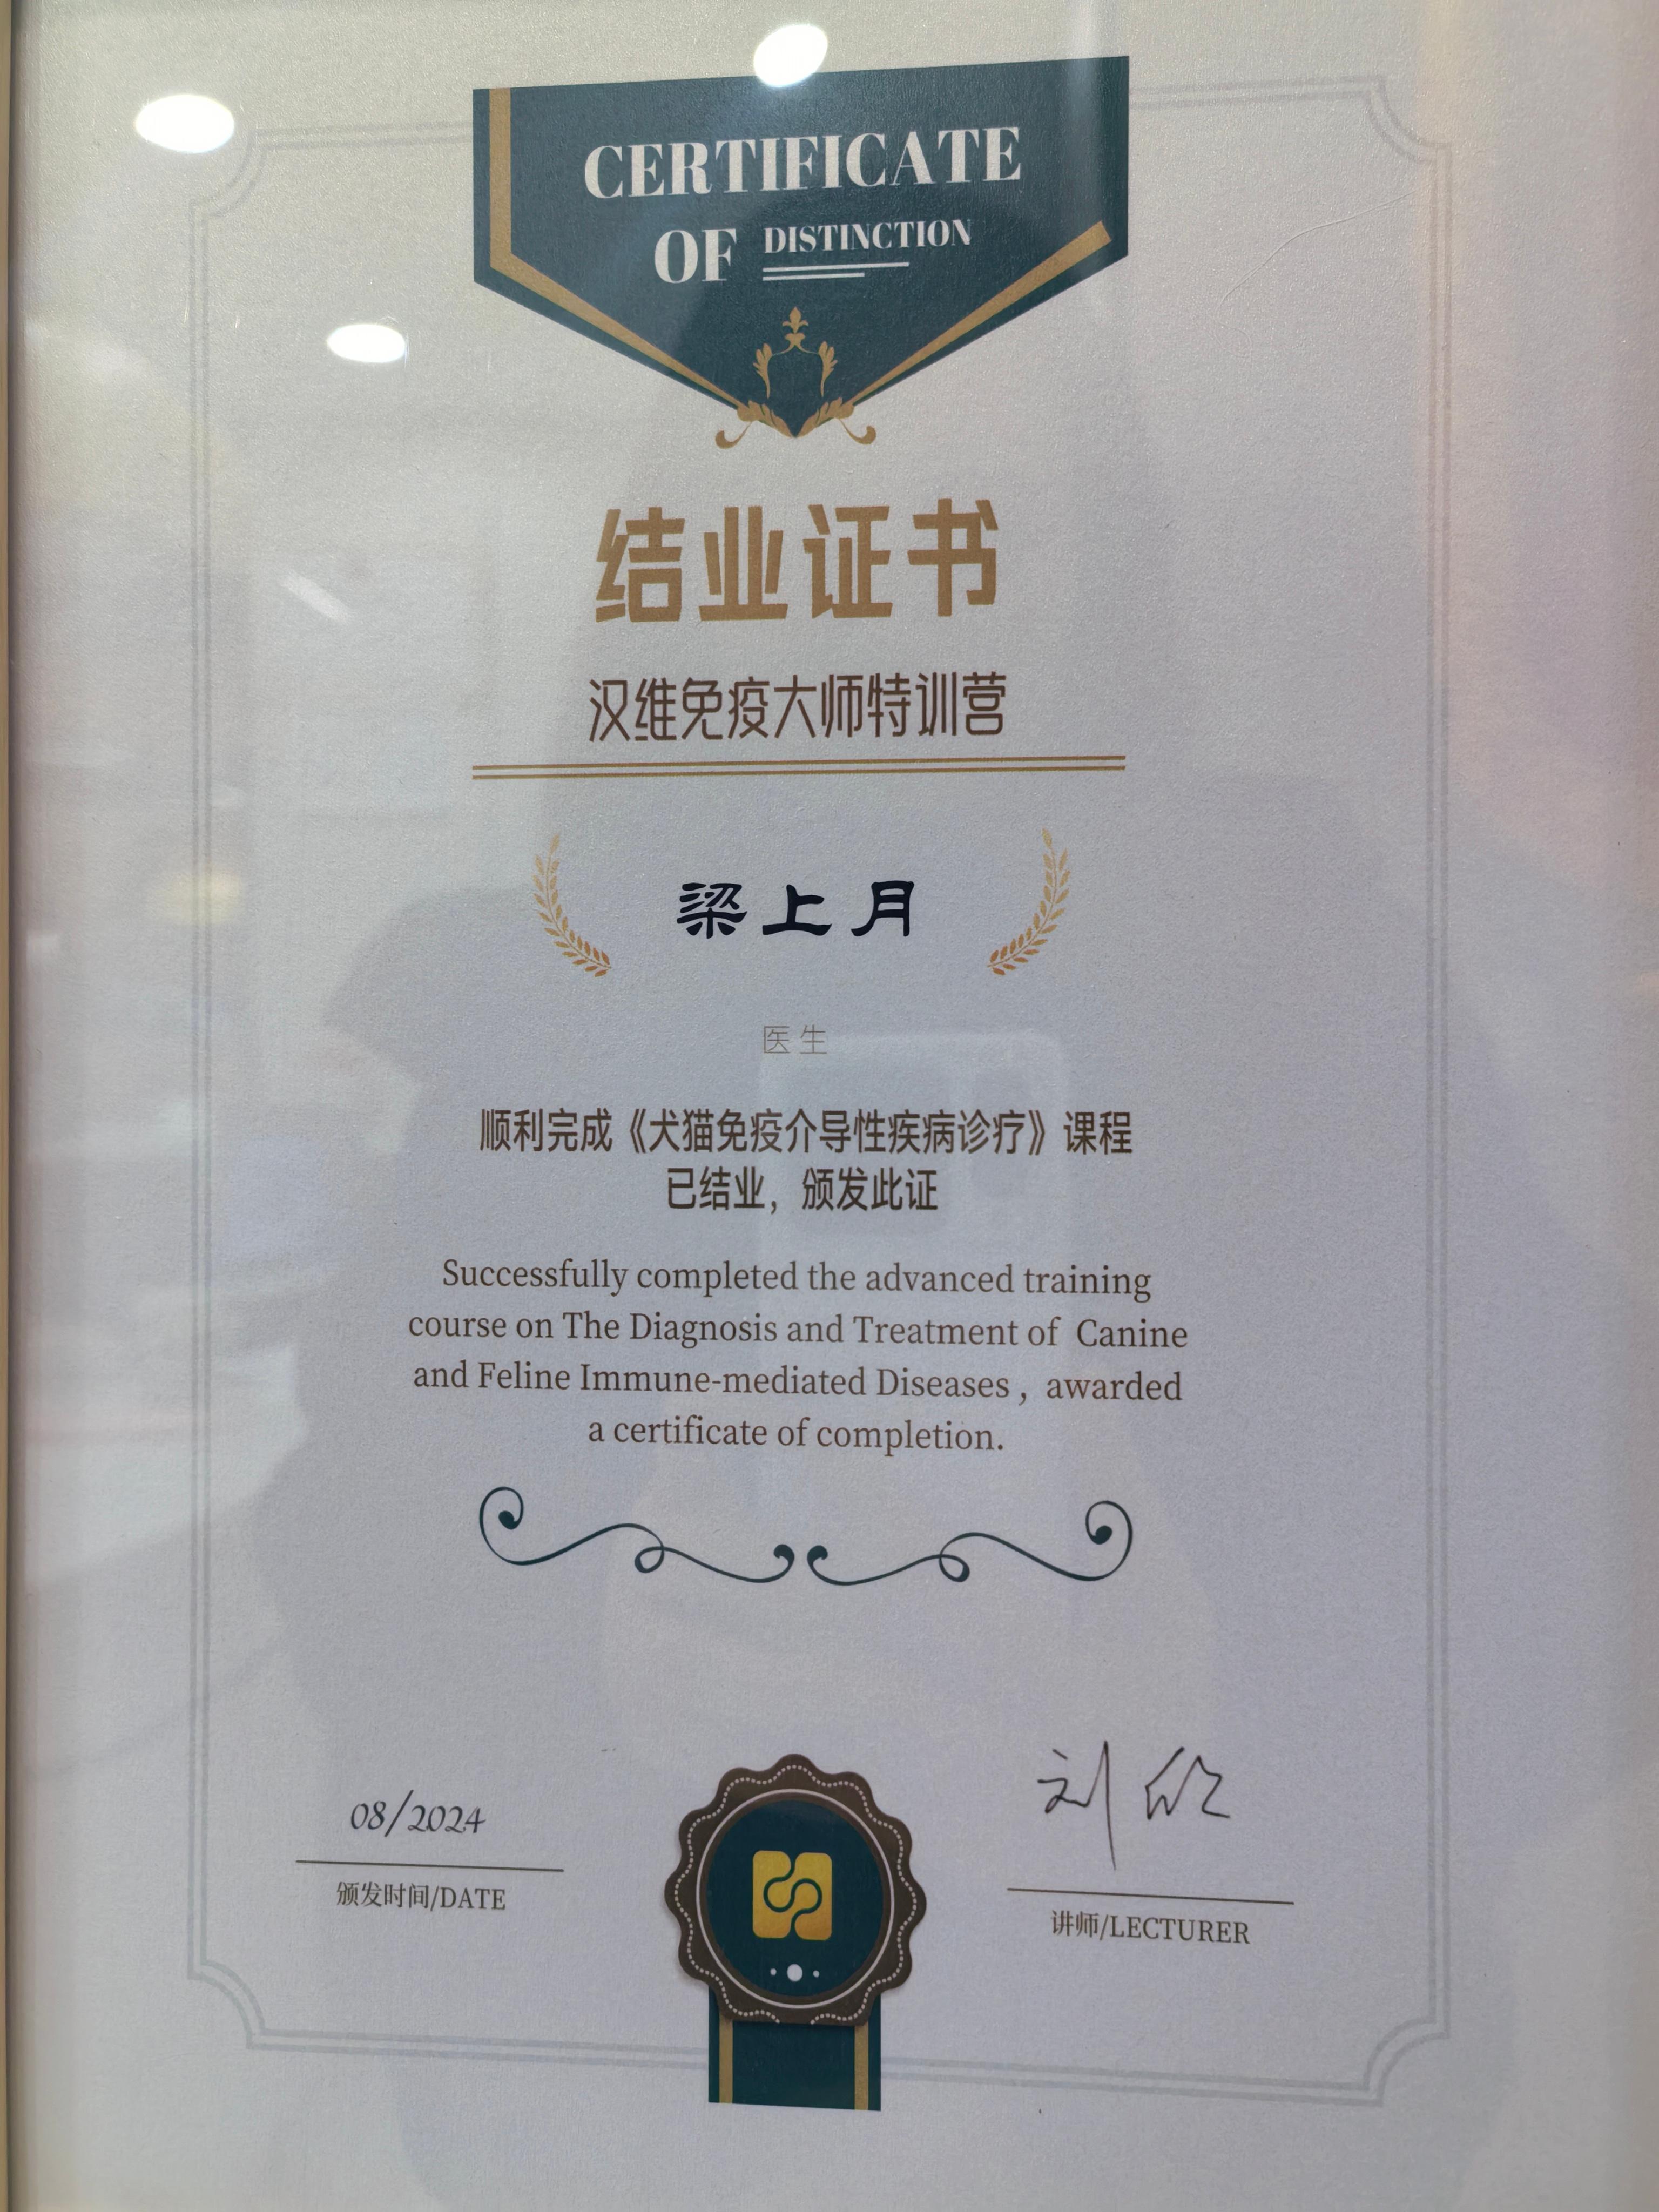 CERTIFICATE
OF DISTINCTION
结业证书
汉维免疫大师特训营
梁上月
医生
顺利完成《犬猫免疫介导性疾病诊疗》课程
已结业，颁发此证
Successfully completed the advanced training
course on The Diagnosis and Treatment of Canine
and Feline Immune-mediated Diseases , awarded
a certificate of completion.
08/2024
颁发时间/DATE
刘欣
讲师/LECTURER